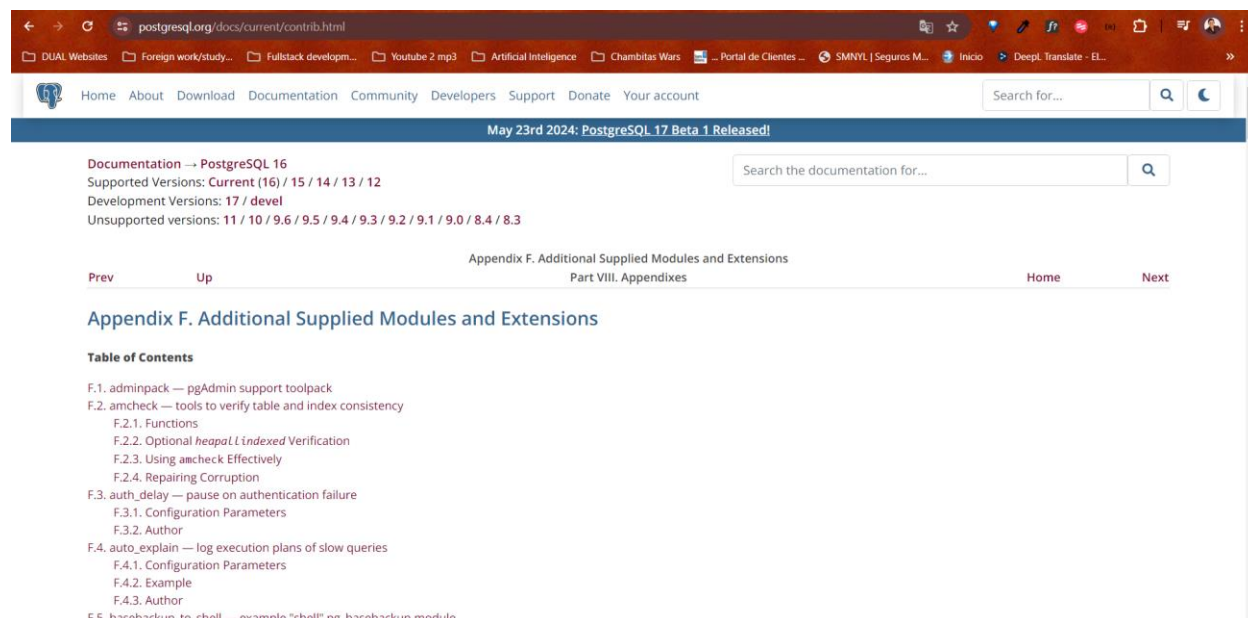 postgresql.org/docs/current/contrib.html
DUAL Websites Foreign work/study... Fullstack developm... Youtube 2 mp3 Artificial Inteligence Chambitas Wars ... Portal de Clientes ... SMNYL | Seguros M... Inicio DeepL Translate - El... »
Home About Download Documentation Community Developers Support Donate Your account Search for...
May 23rd 2024: PostgreSQL 17 Beta 1 Released!
Documentation → PostgreSQL 16
Search the documentation for...
Supported Versions: Current (16) / 15 / 14 / 13 / 12
Development Versions: 17 / devel
Unsupported versions: 11 / 10 / 9.6 / 9.5 / 9.4 / 9.3 / 9.2 / 9.1 / 9.0 / 8.4 / 8.3
Appendix F. Additional Supplied Modules and Extensions
Prev Up Part VIII. Appendixes Home Next
Appendix F. Additional Supplied Modules and Extensions
Table of Contents
F.1. adminpack — pgAdmin support toolpack
F.2. amcheck — tools to verify table and index consistency
F.2.1. Functions
F.2.2. Optional heapallindexed Verification
F.2.3. Using amcheck Effectively
F.2.4. Repairing Corruption
F.3. auth_delay — pause on authentication failure
F.3.1. Configuration Parameters
F.3.2. Author
F.4. auto_explain — log execution plans of slow queries
F.4.1. Configuration Parameters
F.4.2. Example
F.4.3. Author
F.5. basebackup_to_shell — example "shell" pg_basebackup module